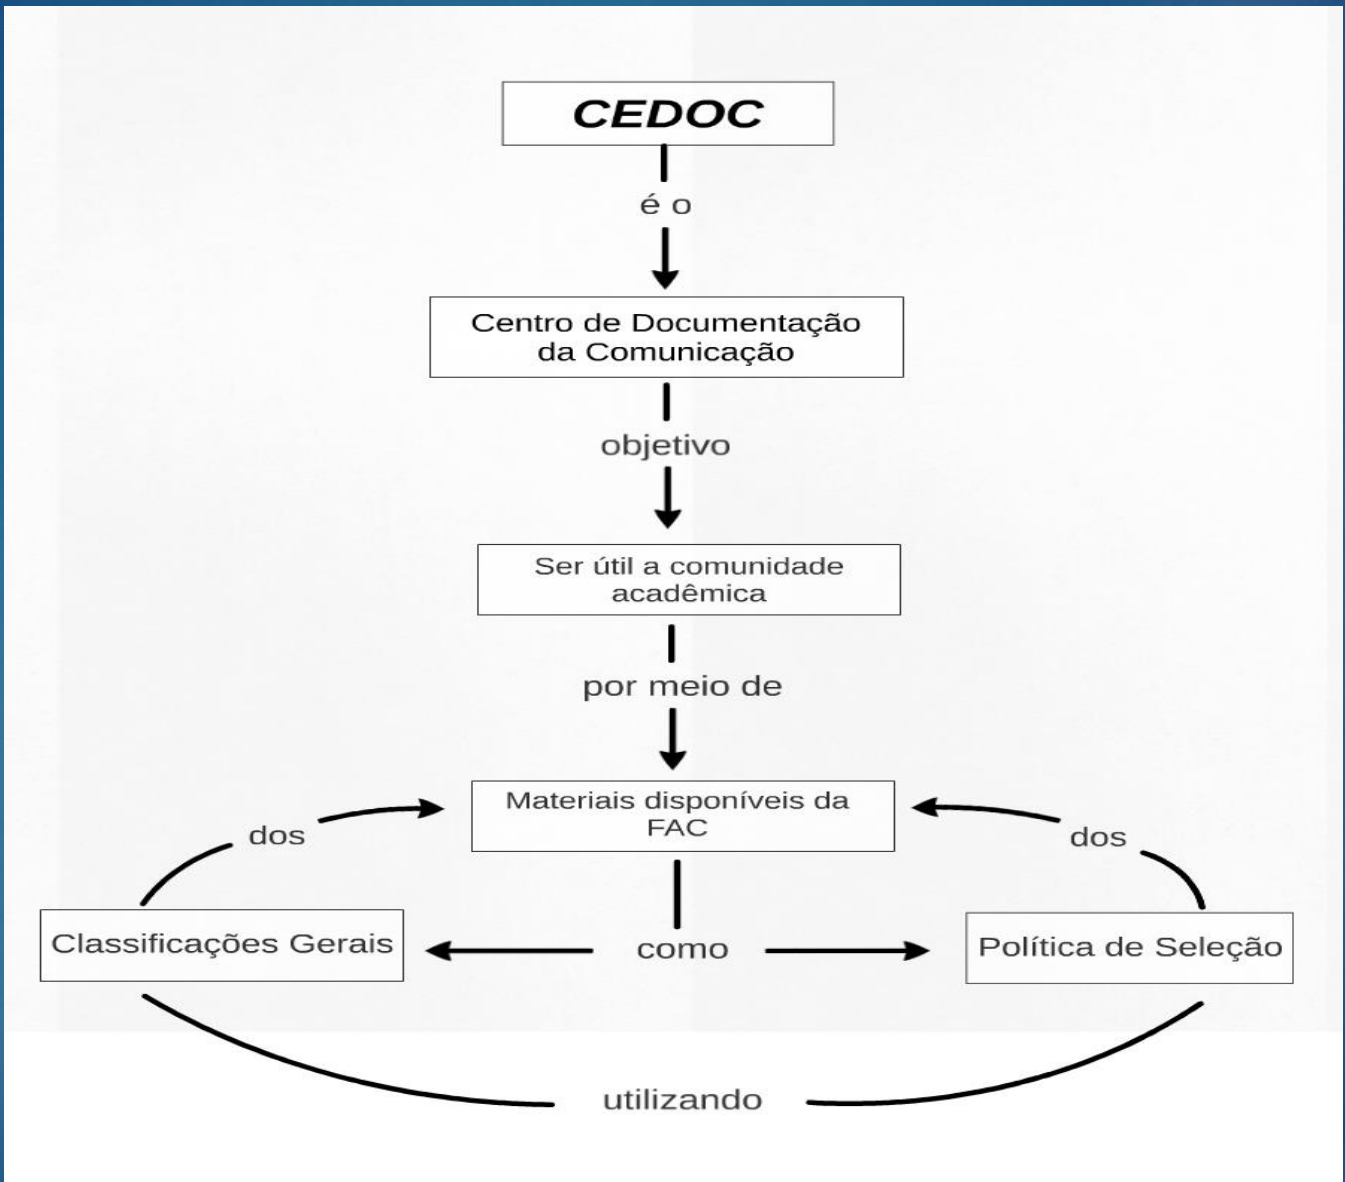 CEDOC
é o
Centro de Documentação
da Comunicação
objetivo
Ser útil a comunidade
acadêmica
por meio de
Materiais disponíveis da
FAC
dos
dos
Classificações Gerais
como
Política de Seleção
utilizando